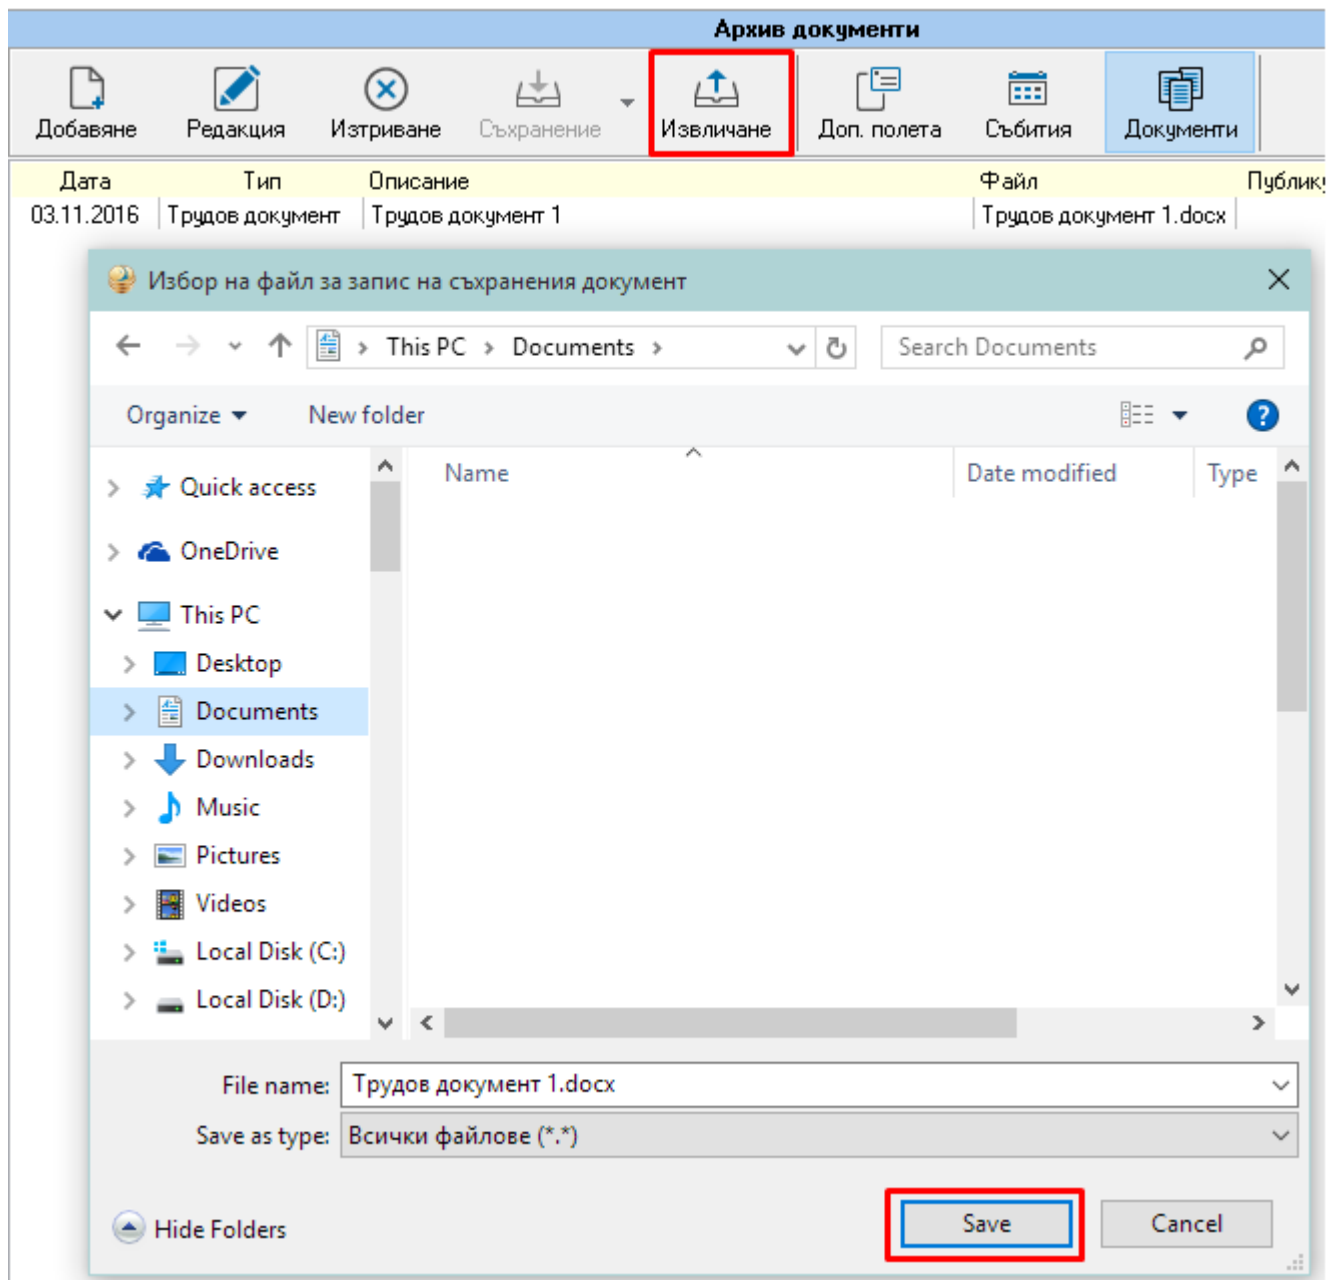 Архив документи
Добавяне Редакция Изтриване Съхранение Извличане Доп. полета Събития Документи
Дата Тип Описание Файл
03.11.2016 Трудов документ Трудов документ 1 Трудов документ 1.docx
Избор на файл за запис на съхранения документ
This PC Documents Search Documents
Organize New folder
Name Date modified Type
Quick access
OneDrive
This PC
Desktop
Documents
Downloads
Music
Pictures
Videos
Local Disk (C:)
Local Disk (D:)
File name: Трудов документ 1.docx
Save as type: Всички файлове (*.*)
Hide Folders Save Cancel